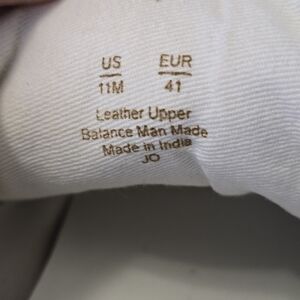 US EUR
11M 41
Leather Upper
Balance Man Made
Made in India
JO